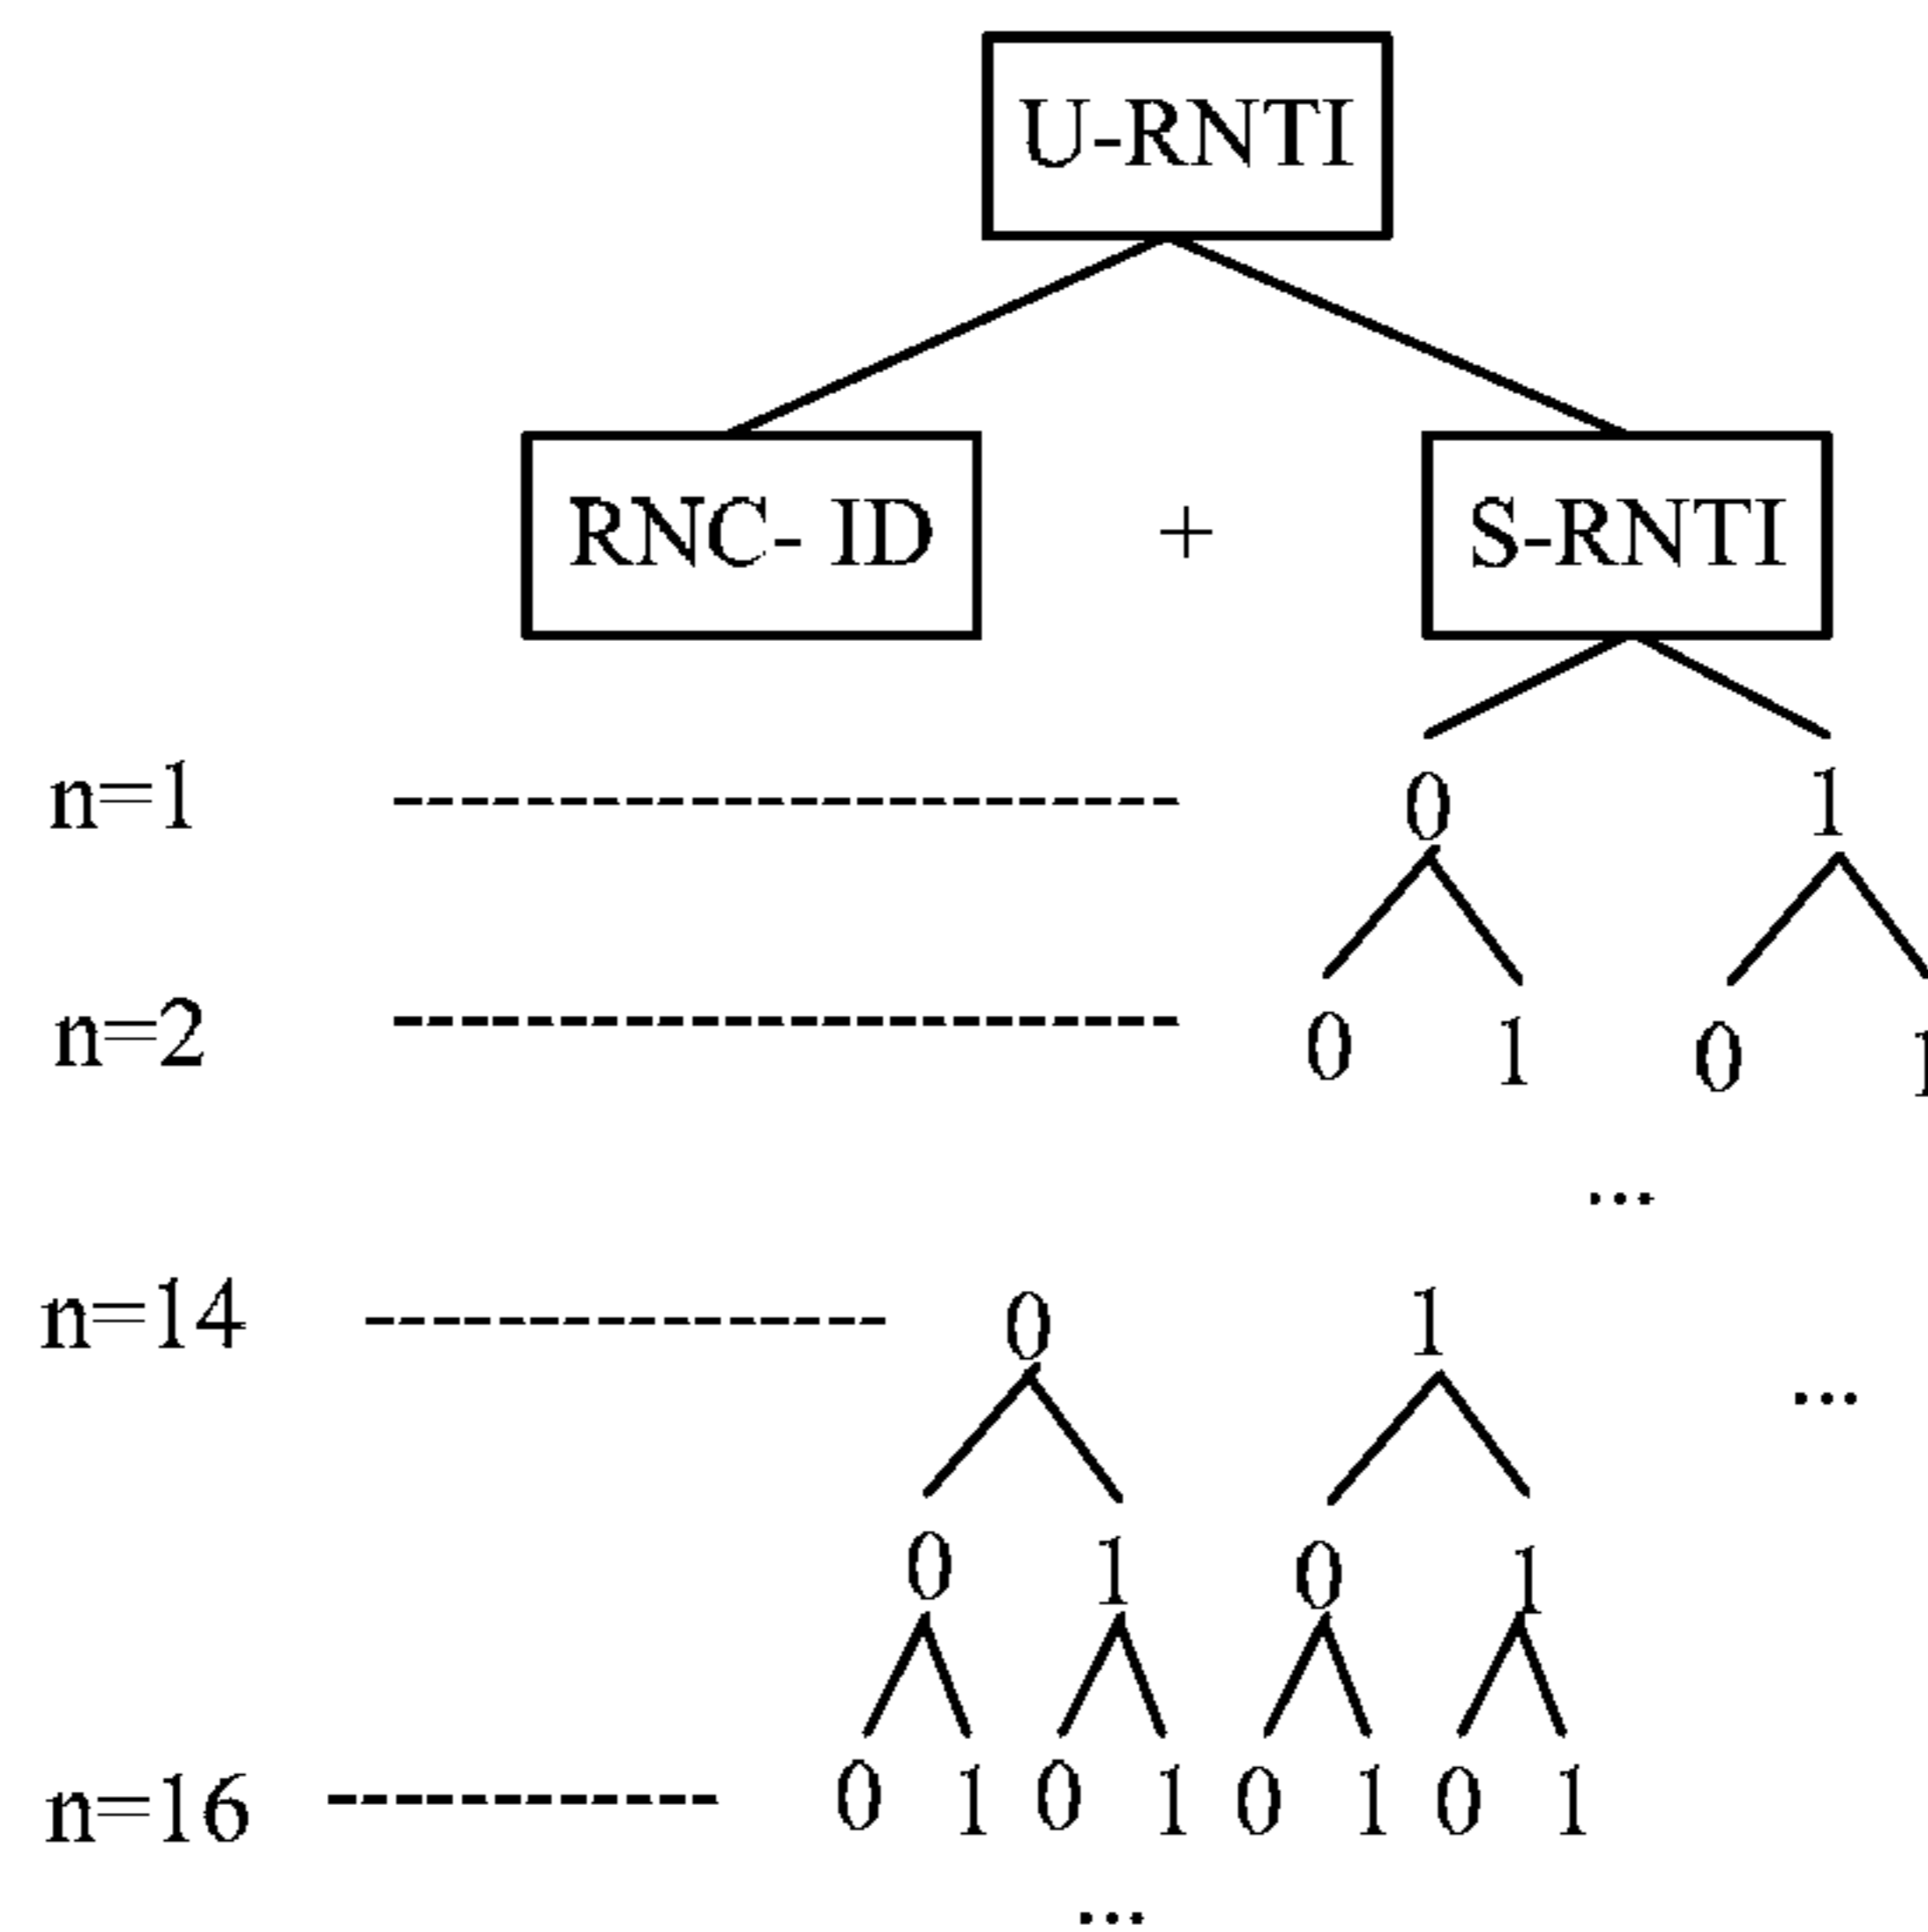 U-RNTI
RNC- ID + S-RNTI
n=1 0 1
n=2 0 1 0 1
...
n=14 0 1
...
0 1 0 1
n=16 0 1 0 1 0 1 0 1
...